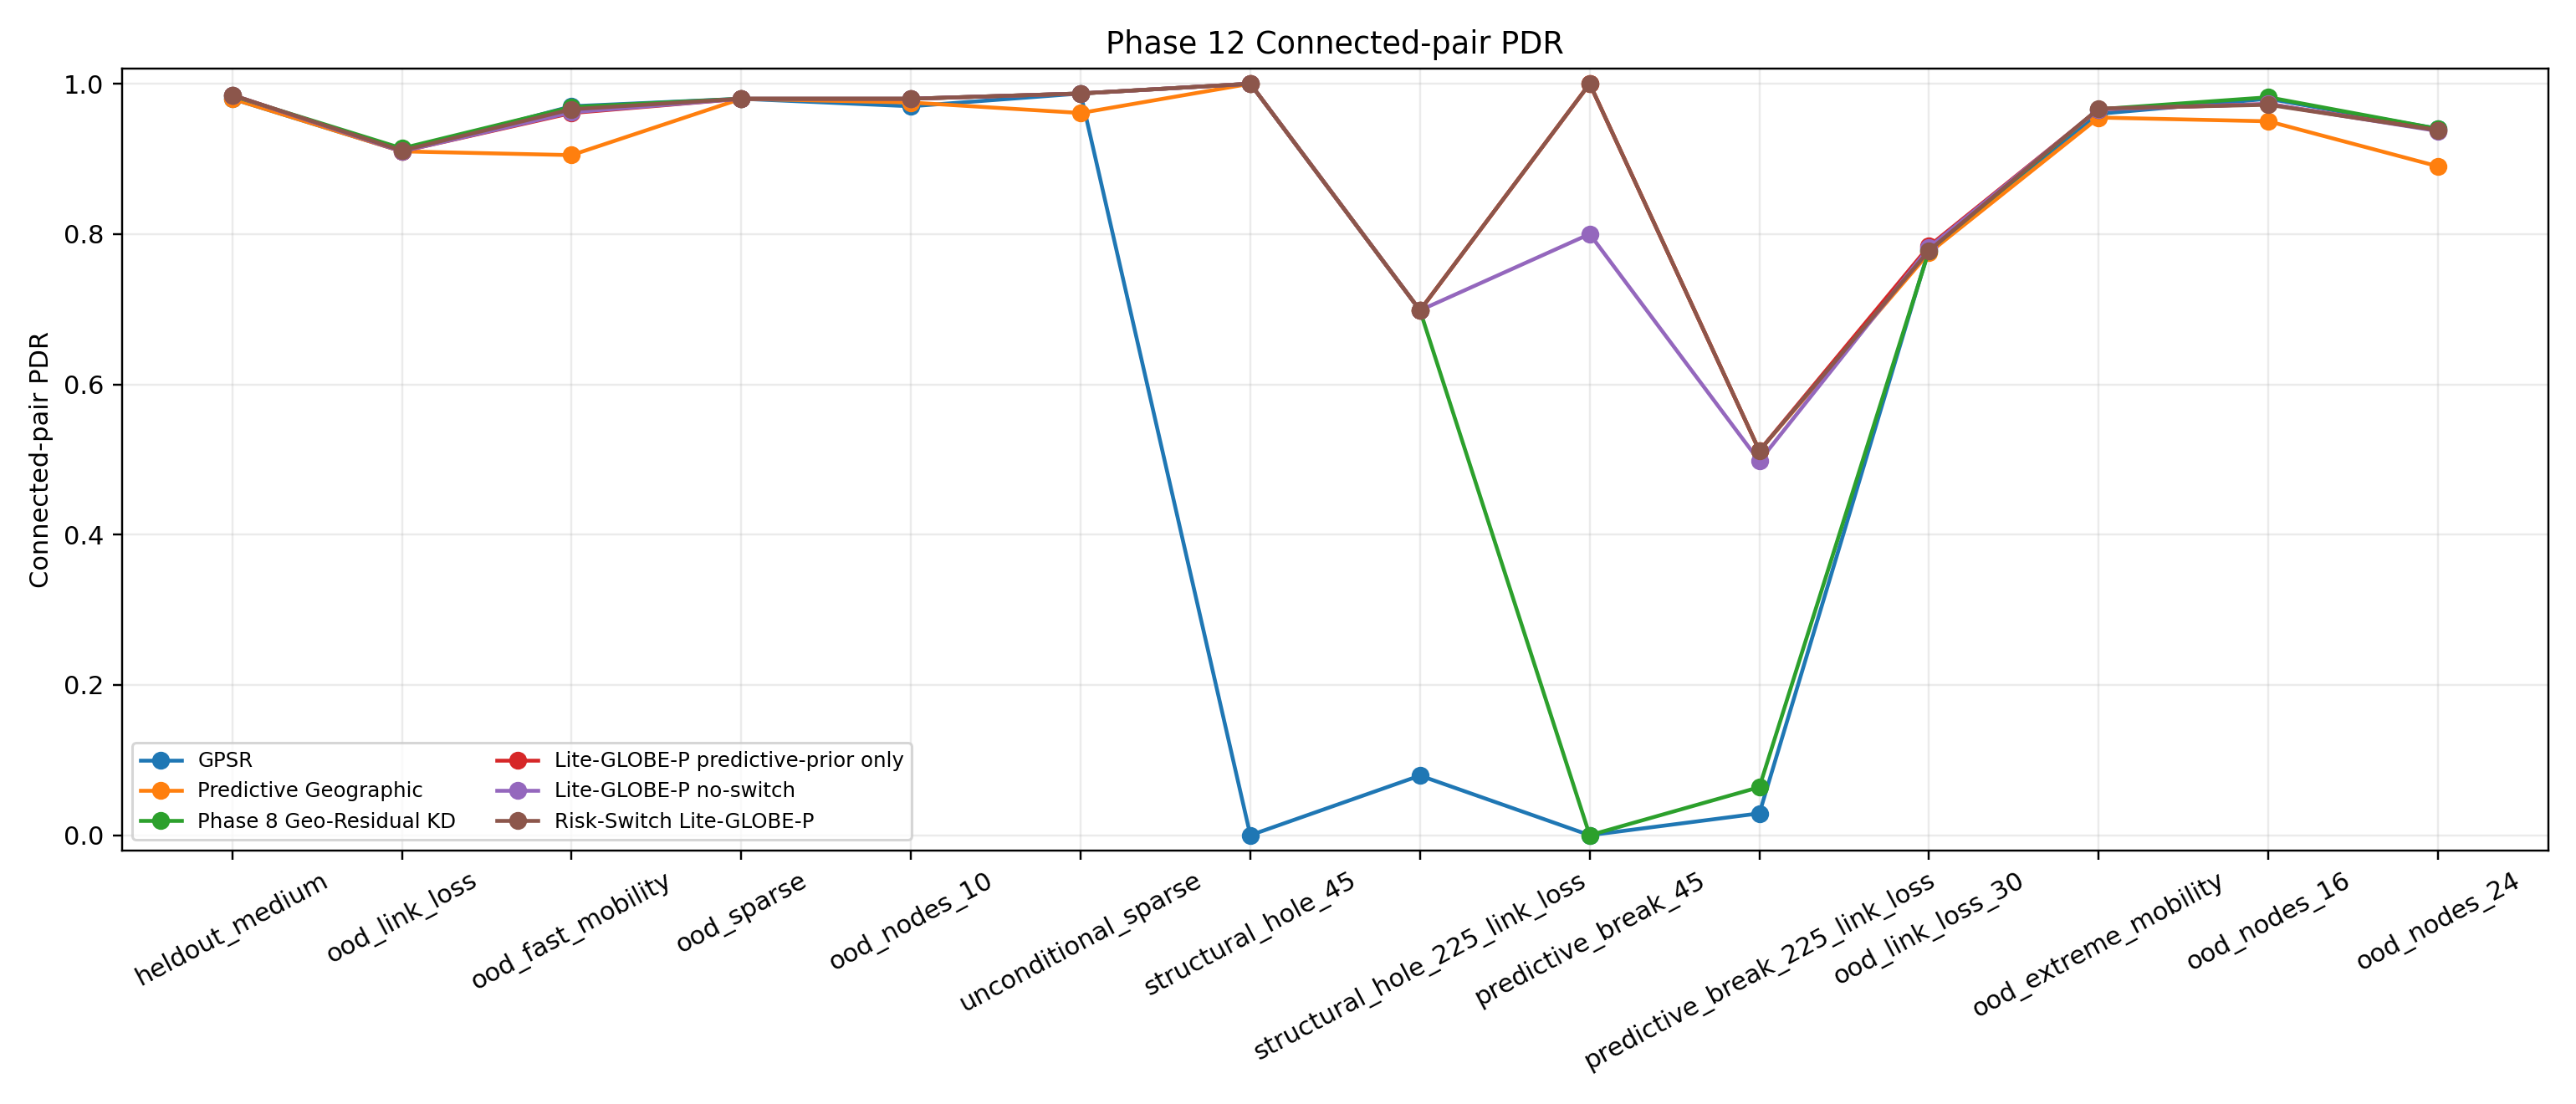 Phase 12 Connected-pair PDR
Connected-pair PDR
1.0
0.8
0.6
0.4
0.2
0.0
GPSR
Predictive Geographic
Phase 8 Geo-Residual KD
Lite-GLOBE-P predictive-prior only
Lite-GLOBE-P no-switch
Risk-Switch Lite-GLOBE-P
heldout_medium
ood_link_loss
ood_fast_mobility
ood_sparse
ood_nodes_10
unconditional_sparse
structural_hole_45
structural_hole_225_link_loss
predictive_break_45
predictive_break_225_link_loss
ood_link_loss_30
ood_extreme_mobility
ood_nodes_16
ood_nodes_24